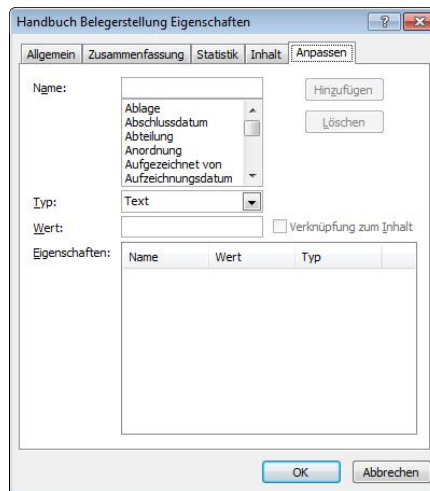 Handbuch Belegerstellung Eigenschaften
Allgemein Zusammenfassung Statistik Inhalt Anpassen
Name:
Hinzufügen
Ablage
Abschlussdatum
Löschen
Abteilung
Anordnung
Aufgezeichnet von
Aufzeichnungsdatum
Typ: Text
Wert: Verknüpfung zum Inhalt
Eigenschaften: Name Wert Typ
OK Abbrechen